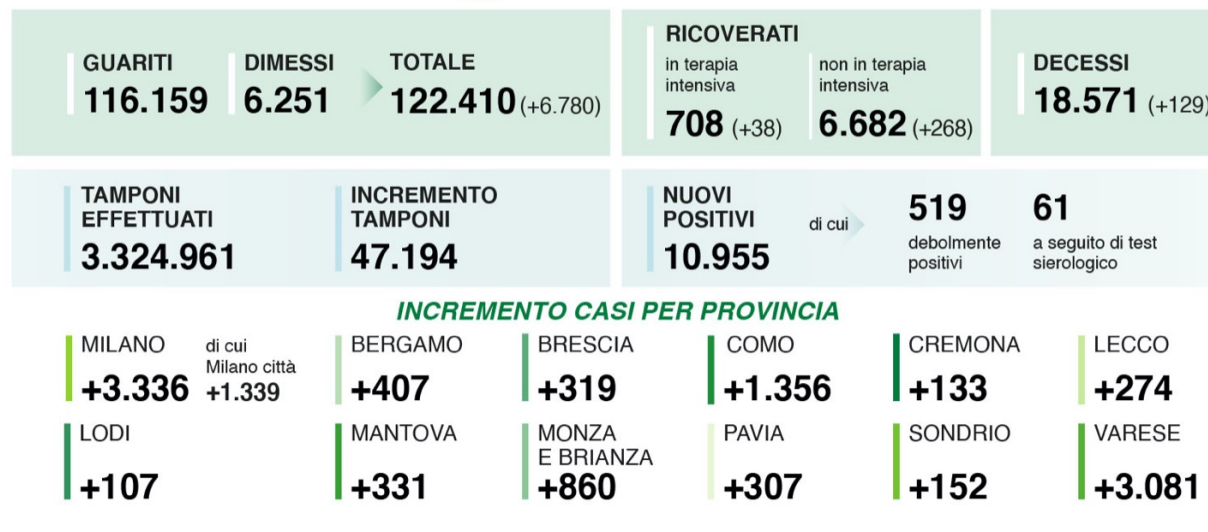 GUARITI
116.159
DIMESSI
6.251
TOTALE
122.410 (+6.780)
RICOVERATI
in terapia
intensiva
708 (+38)
non in terapia
intensiva
6.682 (+268)
DECESSI
18.571 (+129)
TAMPONI
EFFETTUATI
3.324.961
INCREMENTO
TAMPONI
47.194
NUOVI
POSITIVI
10.955
di cui
519
debolmente
positivi
61
a seguito di test
sierologico
INCREMENTO CASI PER PROVINCIA
MILANO
+3.336
di cui
Milano città
+1.339
BERGAMO
+407
BRESCIA
+319
COMO
+1.356
CREMONA
+133
LECCO
+274
LODI
+107
MANTOVA
+331
MONZA
E BRIANZA
+860
PAVIA
+307
SONDRIO
+152
VARESE
+3.081